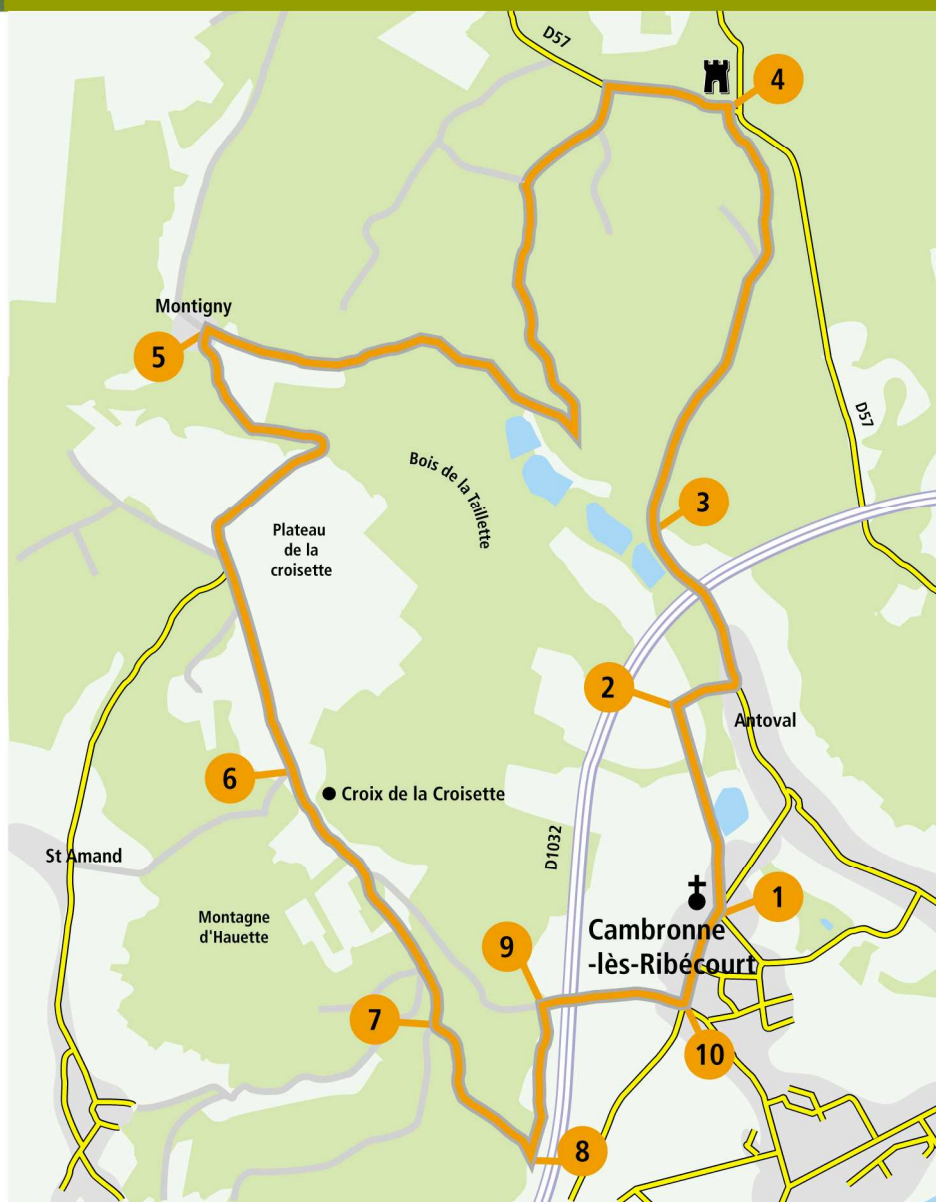 D57
4
Montigny
5
Bois de la Taillette
D57
3
Plateau
de la
croisette
2
Antoval
6
Croix de la Croisette
D1032
St Amand
1
Montagne
d'Hauette
Cambronne
-lès-Ribécourt
9
7
10
8